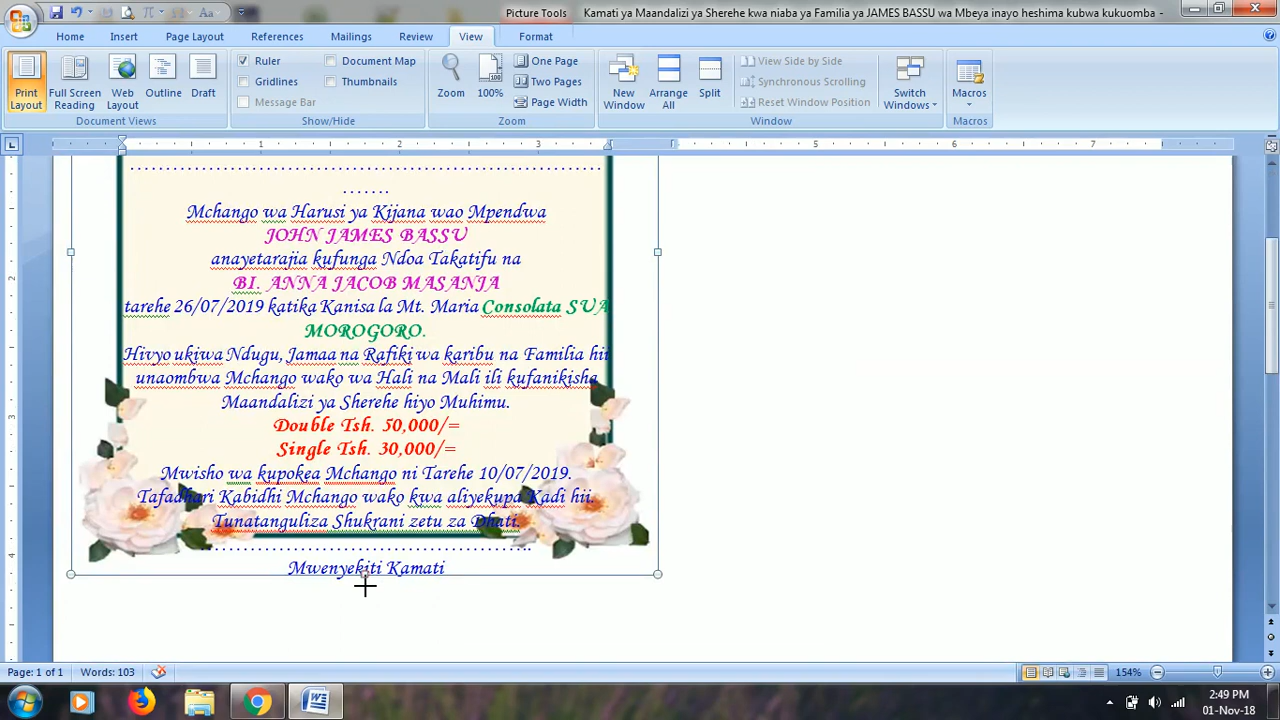 Picture Tools
Kamati ya Maandalizi ya Sherehe kwa niaba ya Familia ya JAMES BASSU wa Mbeya inayo heshima kubwa kukuomba -
Home Insert Page Layout References Mailings Review View Format
Print Layout
Full Screen Reading
Web Layout
Outline
Draft
Document Views
Ruler
Gridlines
Message Bar
Document Map
Thumbnails
Show/Hide
Zoom
100%
One Page
Two Pages
Page Width
Zoom
New Window
Arrange All
Split
View Side by Side
Synchronous Scrolling
Reset Window Position
Switch Windows
Window
Macros
Macros
1 2 3 5 6 7
2
3
4
…………………………………………………………
…….
Mchango wa Harusi ya Kijana wao Mpendwa
JOHN JAMES BASSU
anayetarajia kufunga Ndoa Takatifu na
BI. ANNA JACOB MASANJA
tarehe 26/07/2019 katika Kanisa la Mt. Maria Consolata SUA
MOROGORO.
Hivyo ukiwa Ndugu, Jamaa na Rafiki wa karibu na Familia hii
unaombwa Mchango wako wa Hali na Mali ili kufanikisha
Maandalizi ya Sherehe hiyo Muhimu.
Double Tsh. 50,000/=
Single Tsh. 30,000/=
Mwisho wa kupokea Mchango ni Tarehe 10/07/2019.
Tafadhari Kabidhi Mchango wako kwa aliyekupa Kadi hii.
Tunatanguliza Shukrani zetu za Dhati.
………………………………………..
Mwenyekiti Kamati
Page: 1 of 1 Words: 103
154%
2:49 PM
01-Nov-18